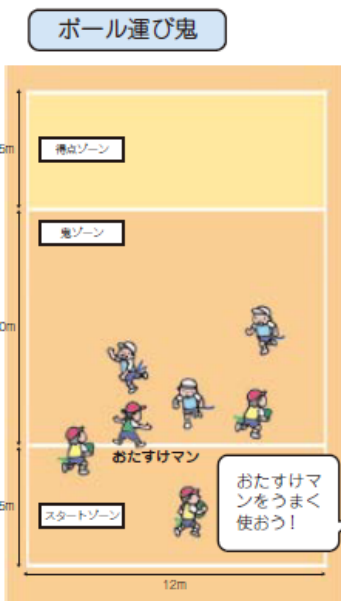 ボール運び鬼
5m
得点ゾーン
鬼ゾーン
0m
おたすけマン
5m
スタートゾーン
おたすけマ
ンをうまく
使おう！
12m